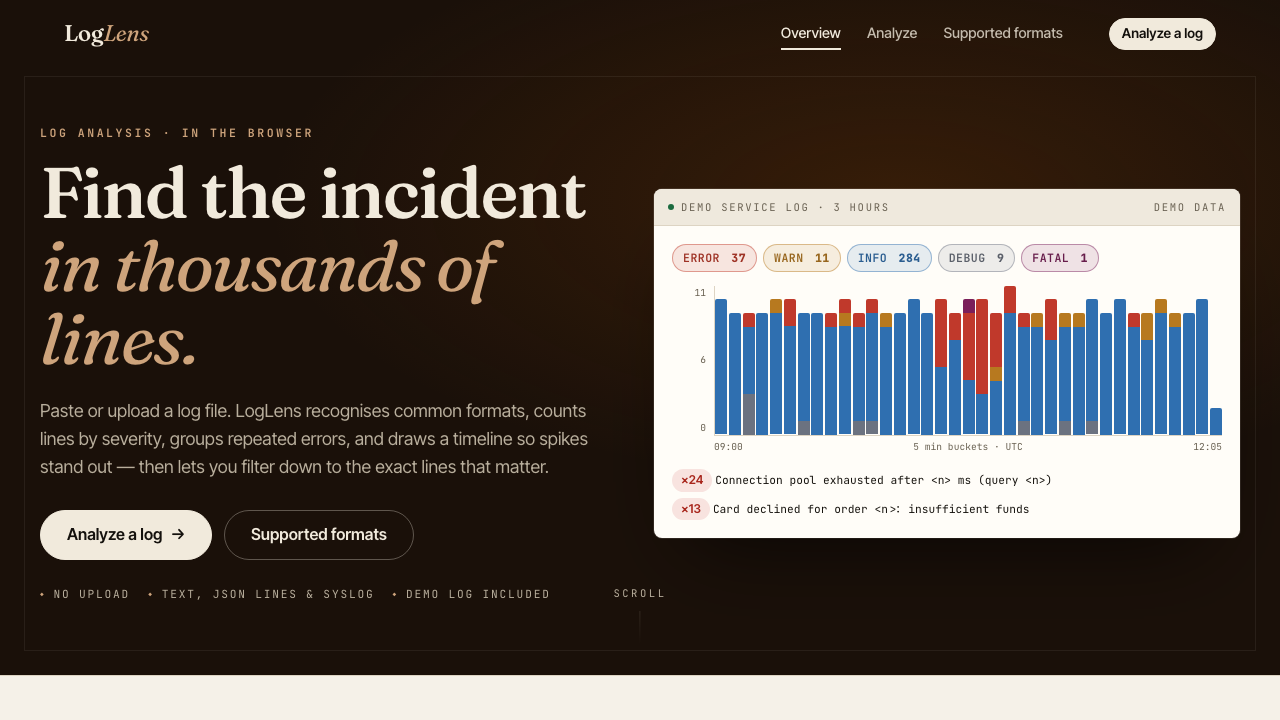 LogLens
Overview
Analyze
Supported formats
Analyze a log
LOG ANALYSIS · IN THE BROWSER
Find the incident
in thousands of
lines.
Paste or upload a log file. LogLens recognises common formats, counts
lines by severity, groups repeated errors, and draws a timeline so spikes
stand out — then lets you filter down to the exact lines that matter.
Analyze a log →
Supported formats
NO UPLOAD
TEXT, JSON LINES & SYSLOG
DEMO LOG INCLUDED
SCROLL
DEMO SERVICE LOG · 3 HOURS
DEMO DATA
ERROR 37
WARN 11
INFO 284
DEBUG 9
FATAL 1
11
6
0
09:00
5 min buckets · UTC
12:05
×24 Connection pool exhausted after <n> ms (query <n>)
×13 Card declined for order <n>: insufficient funds